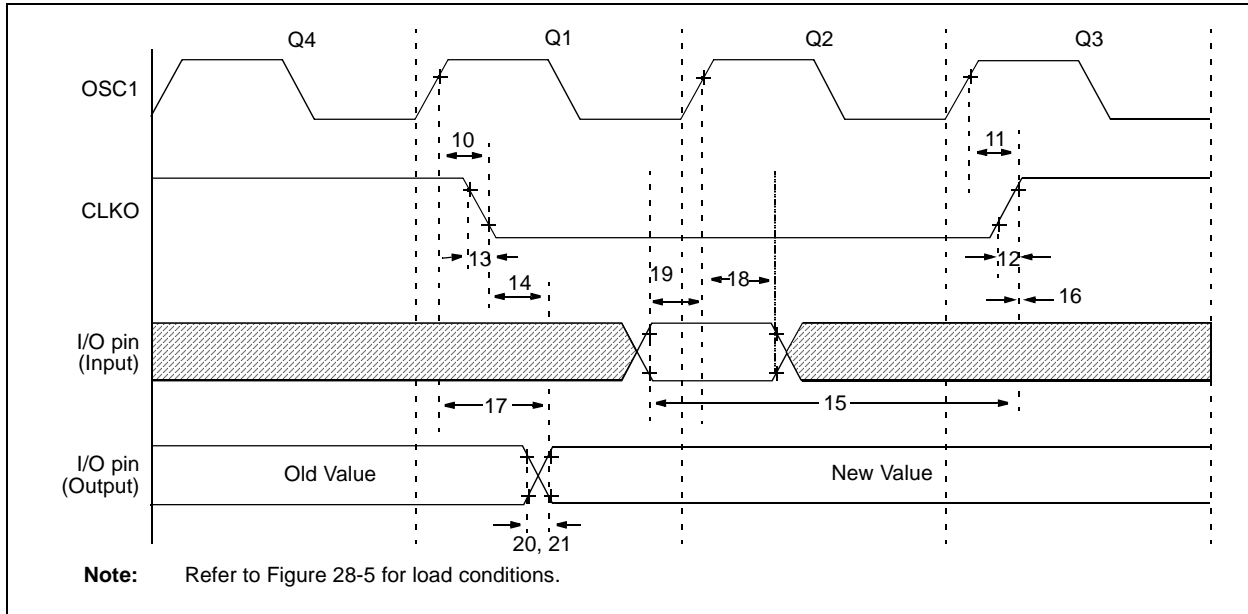 Q4 Q1 Q2 Q3
OSC1
10 11
CLKO
13 12
19 18
14 16
I/O pin
(Input)
17 15
I/O pin
(Output)
Old Value New Value
20, 21
Note: Refer to Figure 28-5 for load conditions.